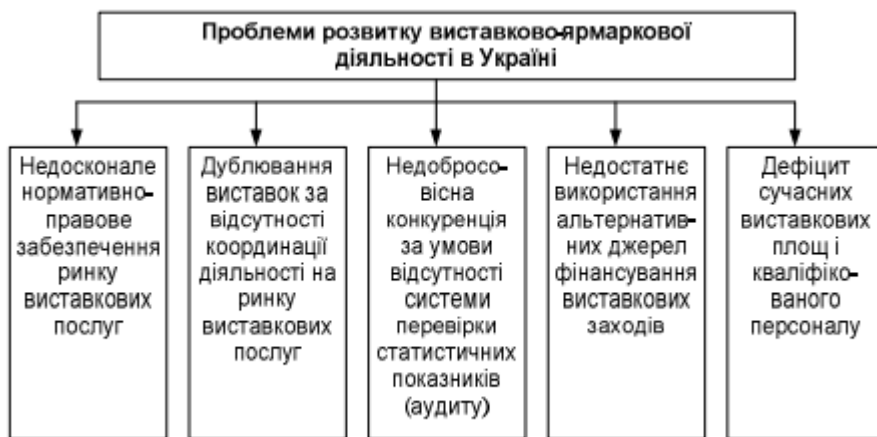 Проблеми розвитку виставково-ярмаркової
діяльності в Україні
Недосконале
нормативно-
правове
забезпечення
ринку
виставкових
послуг
Дублювання
виставок за
відсутності
координації
діяльності на
ринку
виставкових
послуг
Недобросо-
вісна
конкуренція
за умови
відсутності
системи
перевірки
статистичних
показників
(аудиту)
Недостатнє
використання
альтернатив-
них джерел
фінансування
виставкових
заходів
Дефіцит
сучасних
виставкових
площ і
кваліфіко-
ваного
персоналу